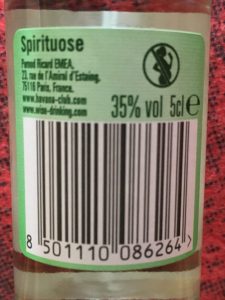 Spirituose
Pernod Ricard EMEA,
23, rue de l'Amiral d'Estaing,
75116 Paris, France.
www.havana-club.com
www.wise-drinking.com
35% vol 5cl e
8 501110 086264 >